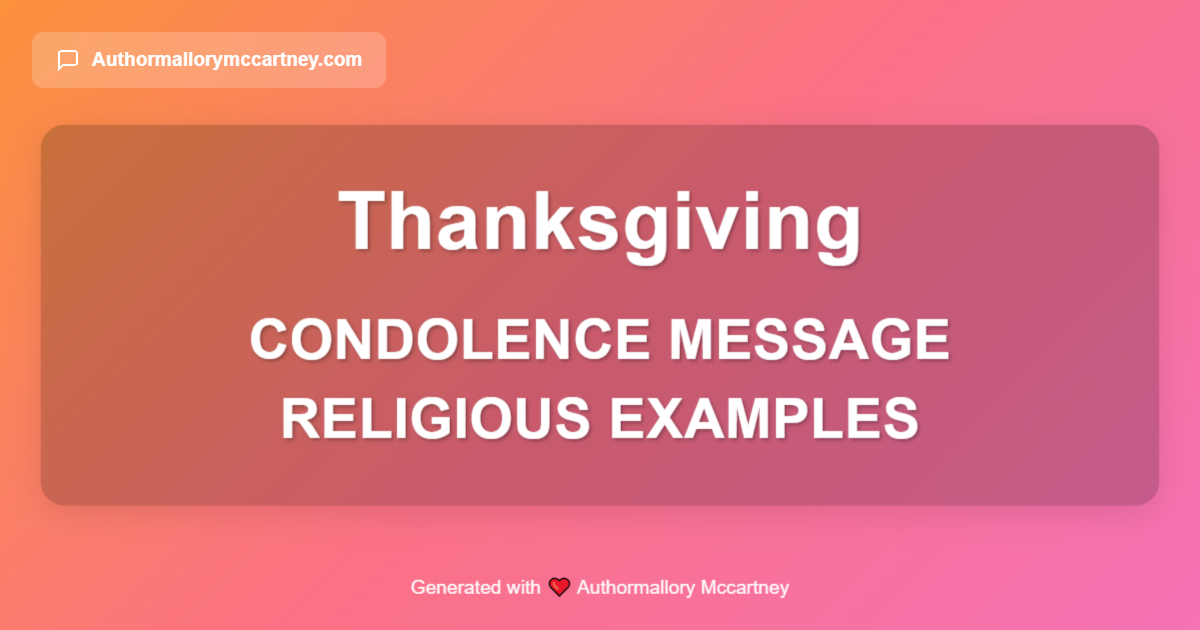 Authormallorymccartney.com
Thanksgiving
CONDOLENCE MESSAGE
RELIGIOUS EXAMPLES
Generated with ❤️ Authormallory Mccartney